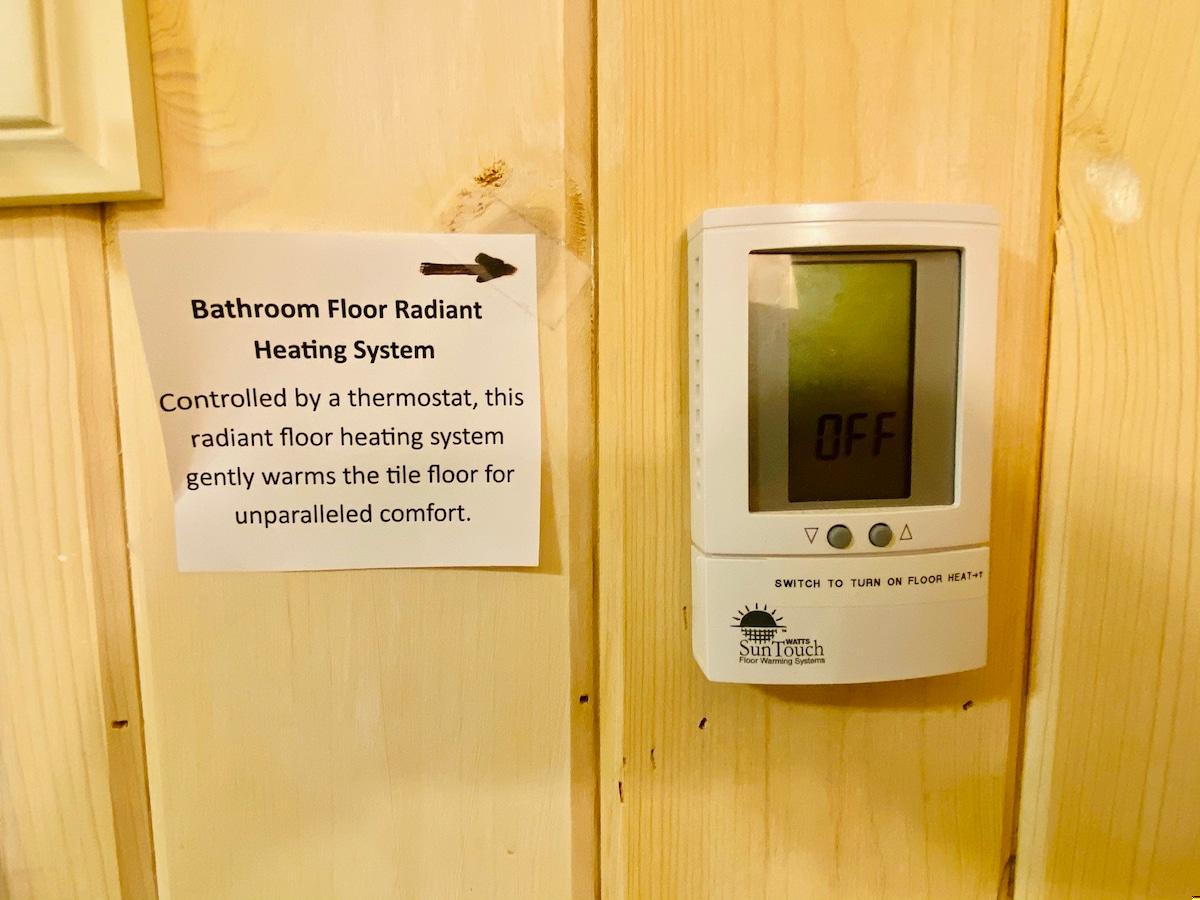 Bathroom Floor Radiant
Heating System
Controlled by a thermostat, this
radiant floor heating system
gently warms the tile floor for
unparalleled comfort.
OFF
▽ △
SWITCH TO TURN ON FLOOR HEAT→↑
WATTS
SunTouch™
Floor Warming Systems